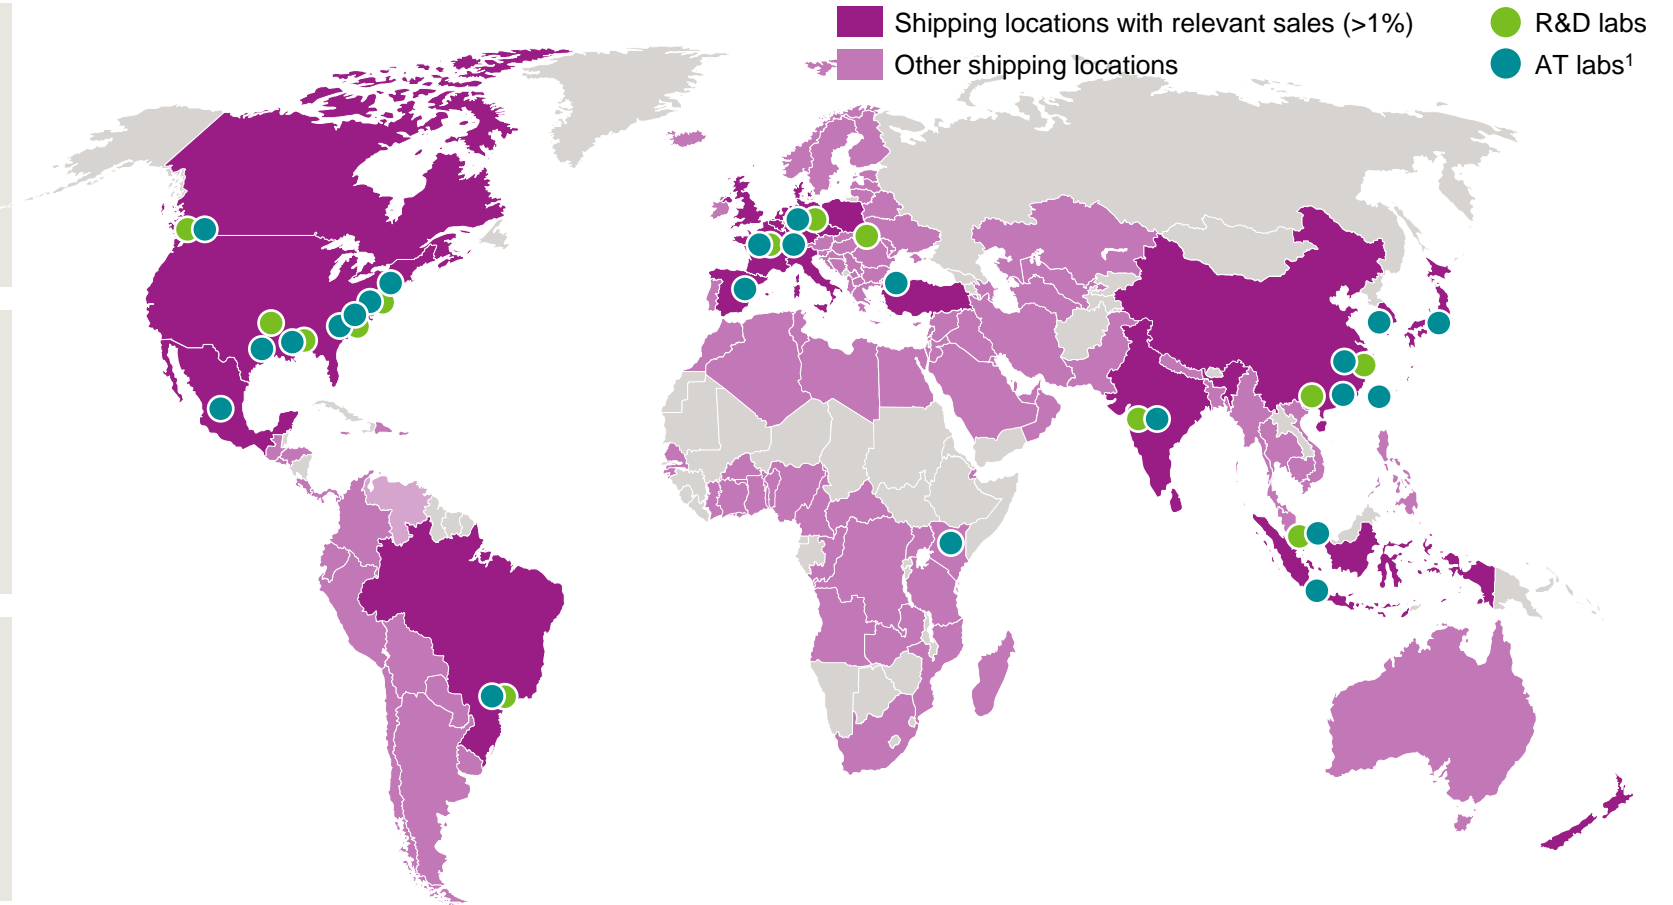 Shipping locations with relevant sales (>1%)
R&D labs
Other shipping locations
AT labs¹